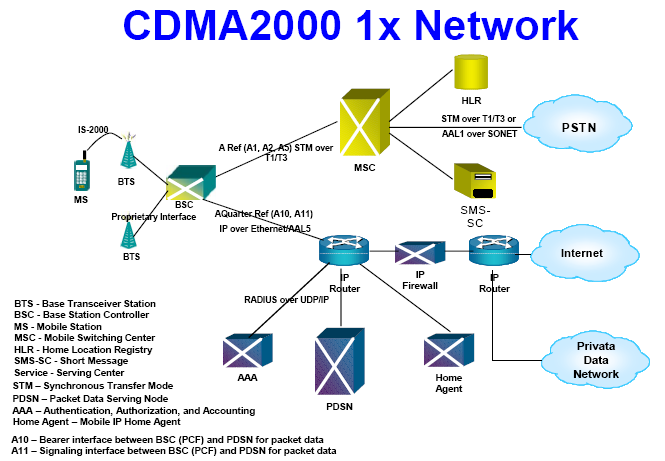 CDMA2000 1x Network
IS-2000
MS
BTS
BTS
BSC
Proprietary Interface
A Ref (A1, A2, A5) STM over
T1/T3
AQuarter Ref (A10, A11)
IP over Ethernet/AAL5
MSC
HLR
STM over T1/T3 or
AAL1 over SONET
PSTN
SMS-
SC
IP
Router
IP
Firewall
IP
Router
Internet
RADIUS over UDP/IP
AAA
PDSN
Home
Agent
Privata
Data
Network
BTS - Base Transceiver Station
BSC - Base Station Controller
MS - Mobile Station
MSC - Mobile Switching Center
HLR - Home Location Registry
SMS-SC - Short Message
Service - Serving Center
STM – Synchronous Transfer Mode
PDSN – Packet Data Serving Node
AAA – Authentication, Authorization, and Accounting
Home Agent – Mobile IP Home Agent
A10 – Bearer interface between BSC (PCF) and PDSN for packet data
A11 – Signaling interface between BSC (PCF) and PDSN for packet data